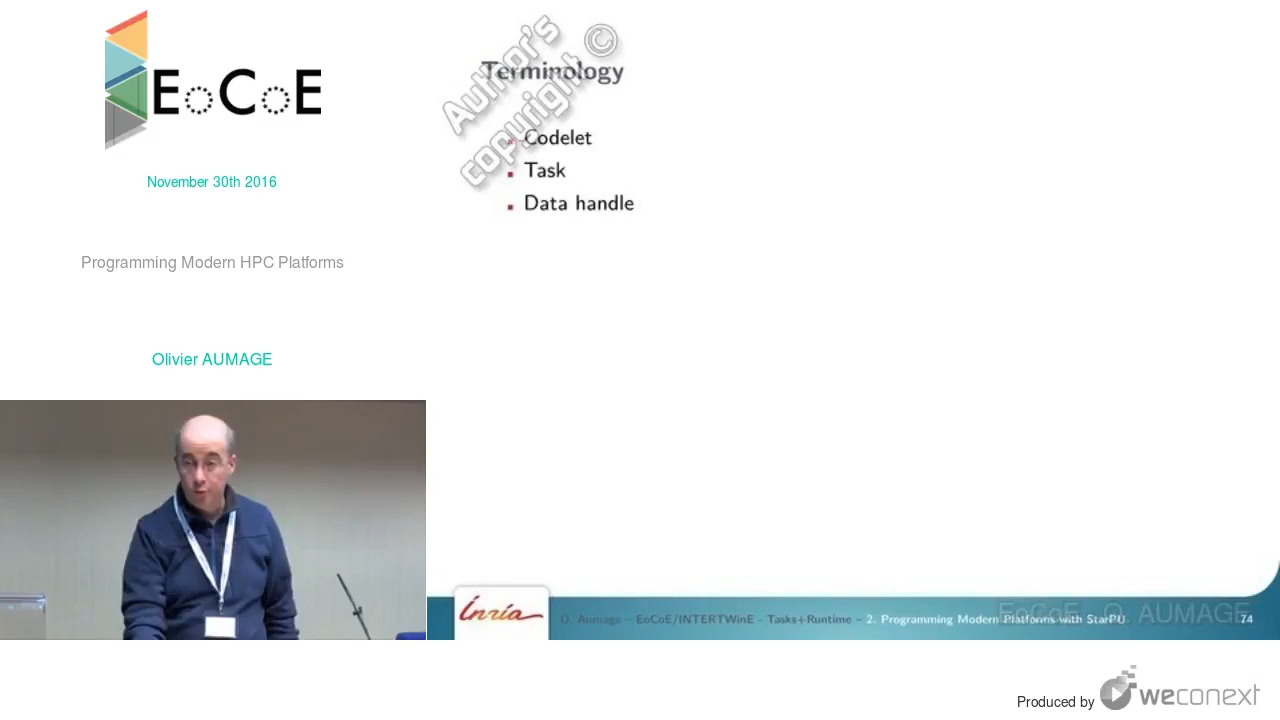 EoCoE
November 30th 2016
Programming Modern HPC Platforms
Olivier AUMAGE
Author's
copyright ©
Terminology
Codelet
Task
Data handle
Inria
O. Aumage – EoCoE/INTERTWinE - Tasks+Runtime – 2. Programming Modern Platforms with StarPU
EoCoE - O. AUMAGE
74
Produced by weconext